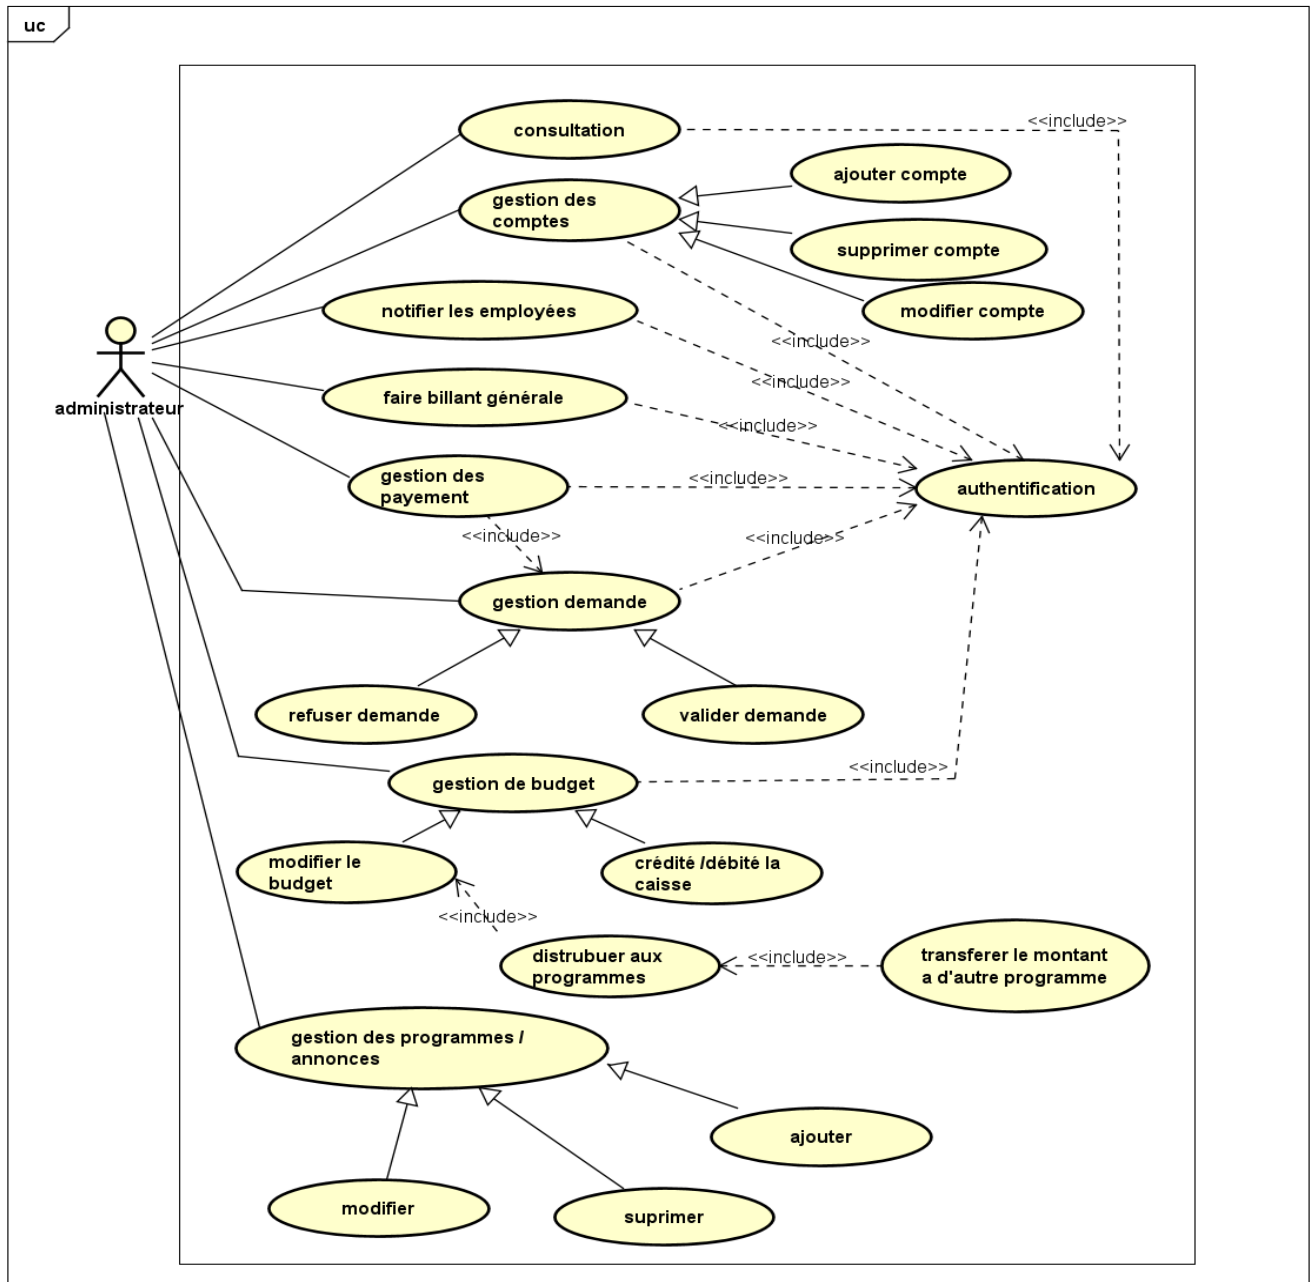 uc
consultation
<<include>>
ajouter compte
gestion des
comptes
supprimer compte
modifier compte
notifier les employées
<<include>>
<<include>>
administrateur
faire billant générale
<<include>>
gestion des
payement
<<include>>
authentification
<<include>>
<<include>>
gestion demande
refuser demande
valider demande
gestion de budget
<<include>>
modifier le
budget
crédité /débité la
caisse
<<include>>
distrubuer aux
programmes
<<include>>
transferer le montant
a d'autre programme
gestion des programmes /
annonces
ajouter
modifier
suprimer